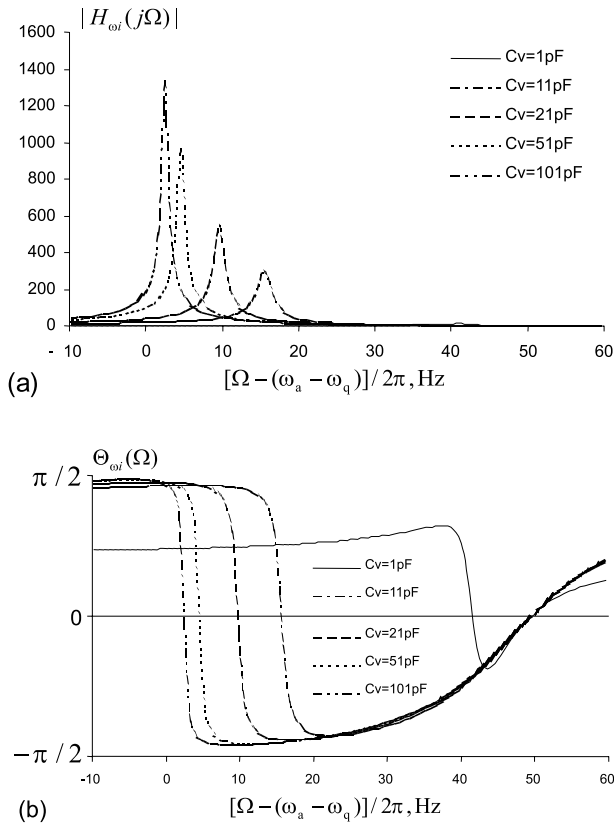 | H_ωi (jΩ) |
1600
1400
1200
1000
800
600
400
200
0
-10 0 10 20 30 40 50 60
Cv=1pF
Cv=11pF
Cv=21pF
Cv=51pF
Cv=101pF
(a)
[Ω − (ω_a − ω_q)] / 2π , Hz
Θ_ωi (Ω)
π / 2
0
−π / 2
Cv=1pF
Cv=11pF
Cv=21pF
Cv=51pF
Cv=101pF
-10 0 10 20 30 40 50 60
(b)
[Ω − (ω_a − ω_q)] / 2π , Hz